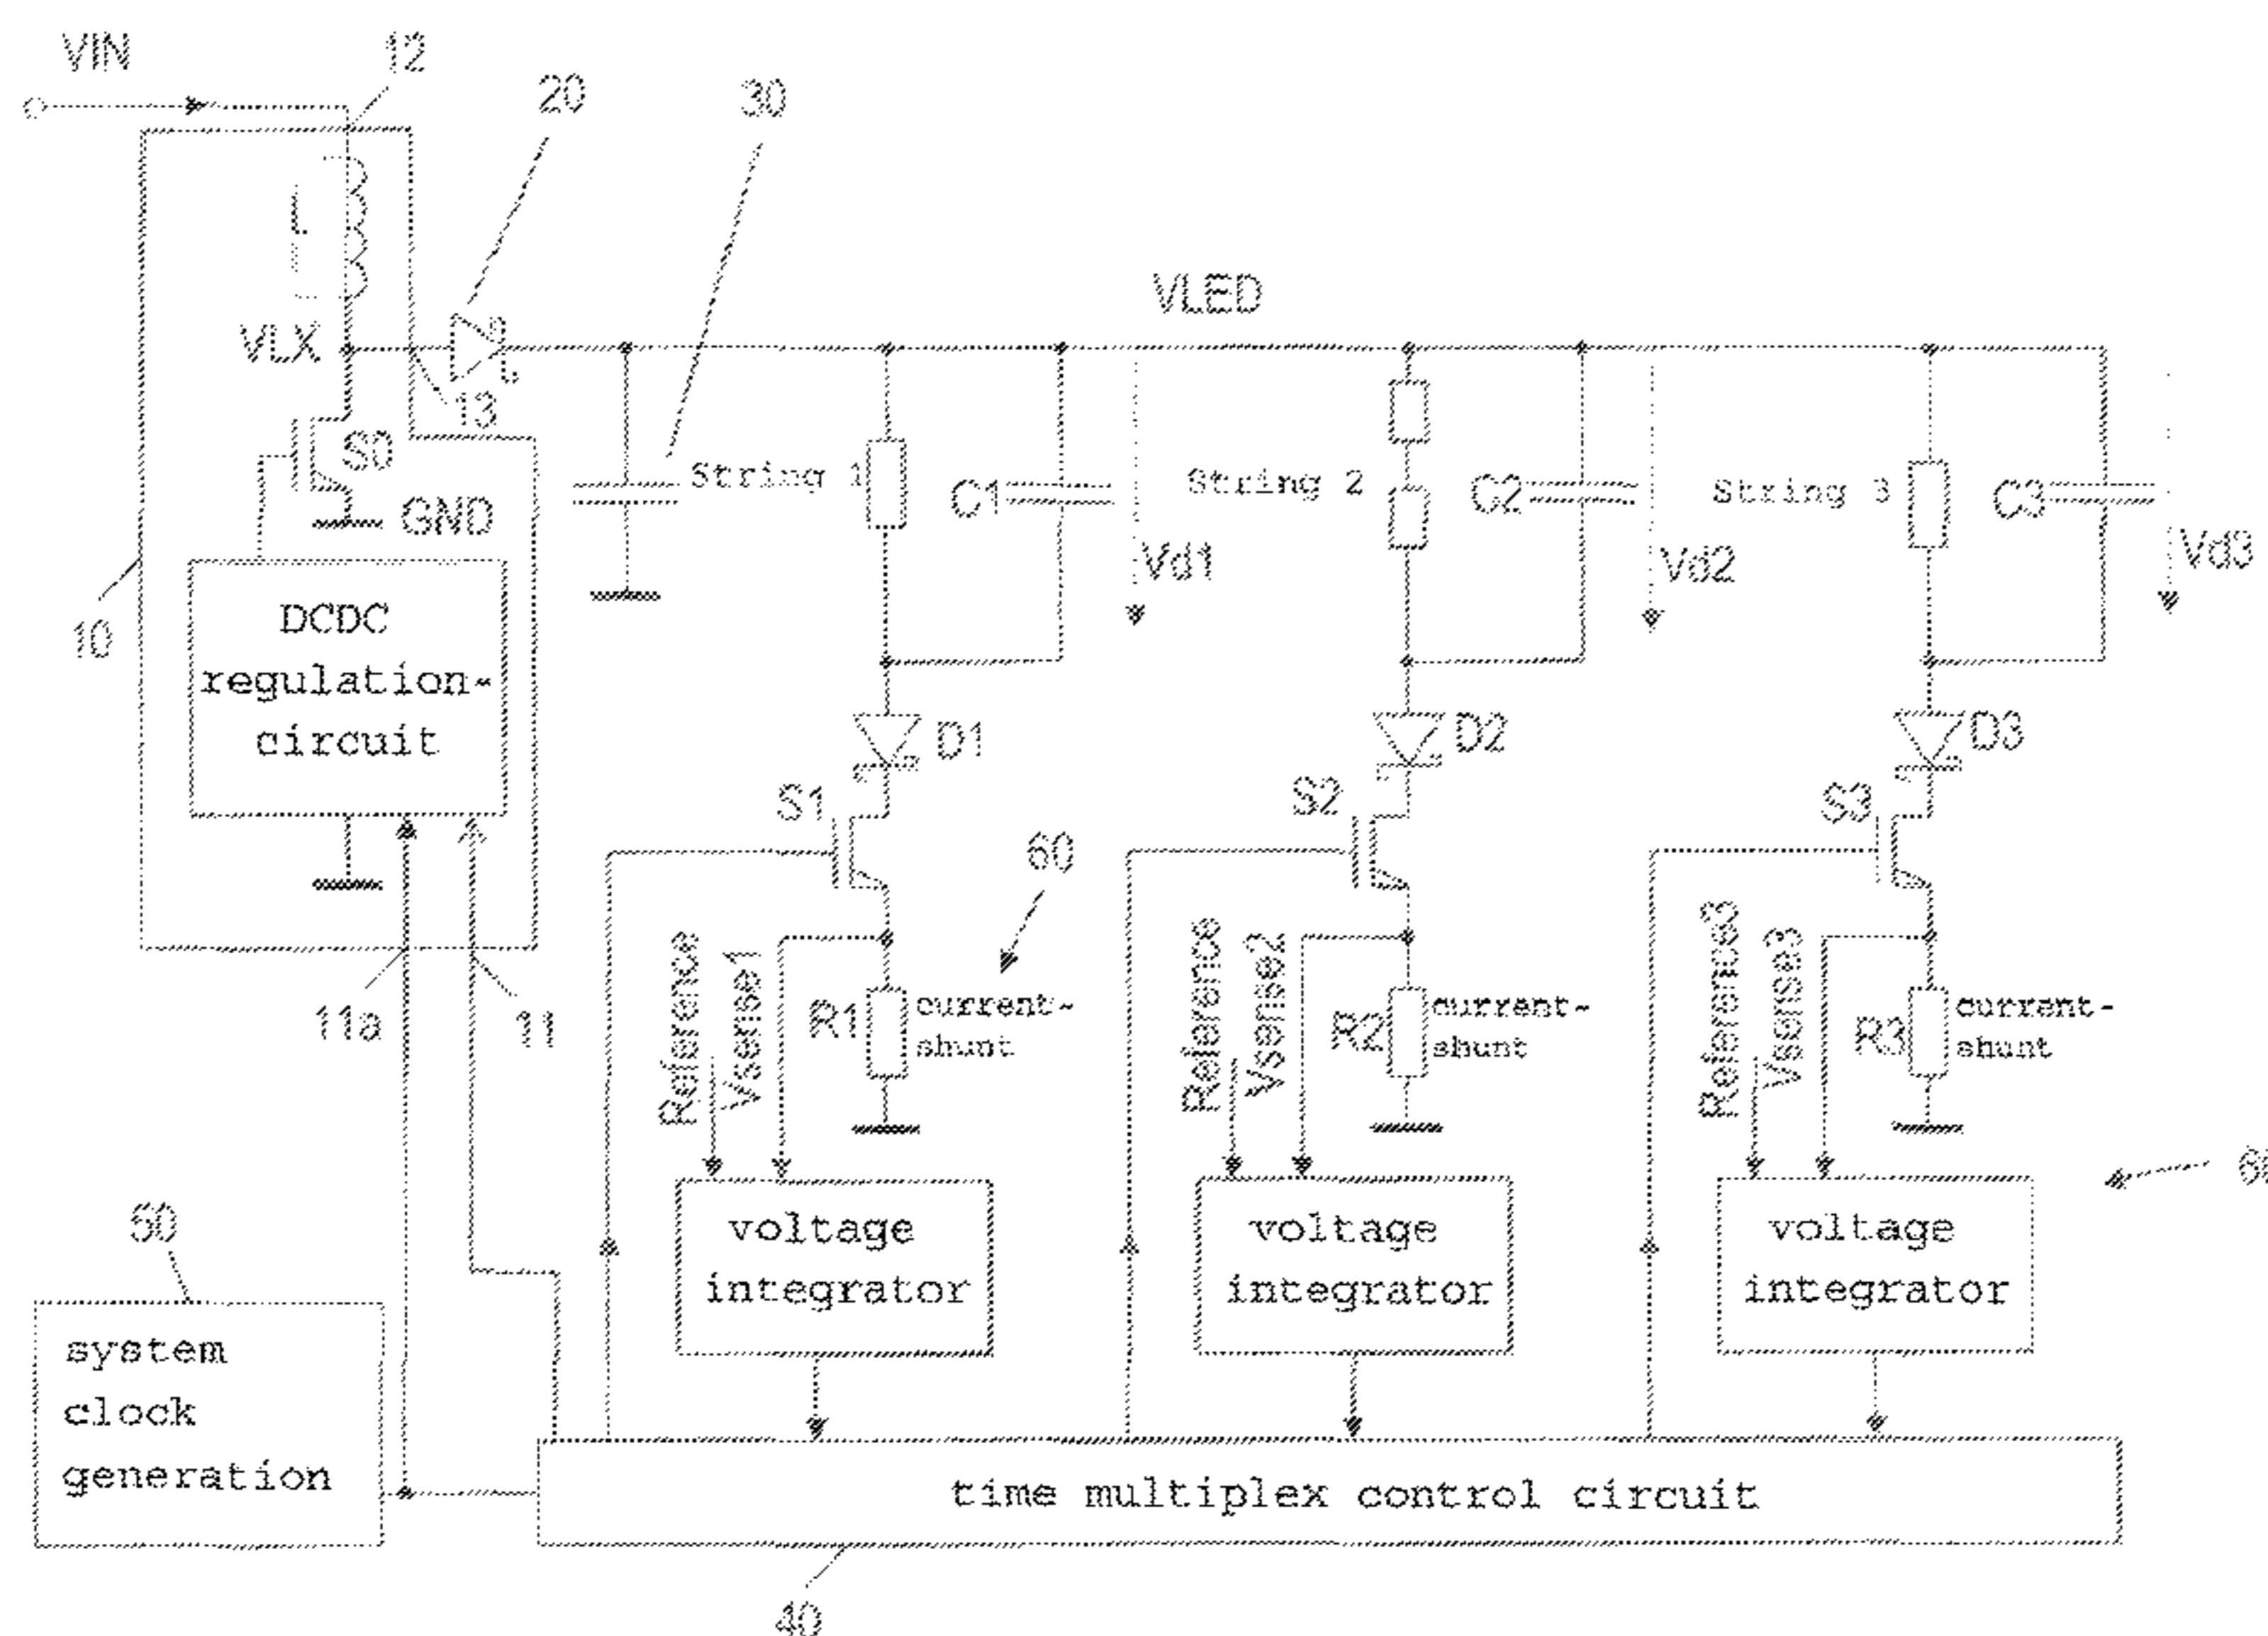 VIN
12
20
30
L
VLX
13
VLED
S0
GND
String 1
C1
Vd1
String 2
C2
Vd2
String 3
C3
Vd3
10
DCDC
regulation-
circuit
D1
D2
D3
S1
S2
S3
60
11a
11
Reference
Vsense1
R1
current-
shunt
Reference
Vsense2
R2
current-
shunt
Reference3
Vsense3
R3
current-
shunt
50
voltage
integrator
voltage
integrator
voltage
integrator
system
clock
generation
time multiplex control circuit
40